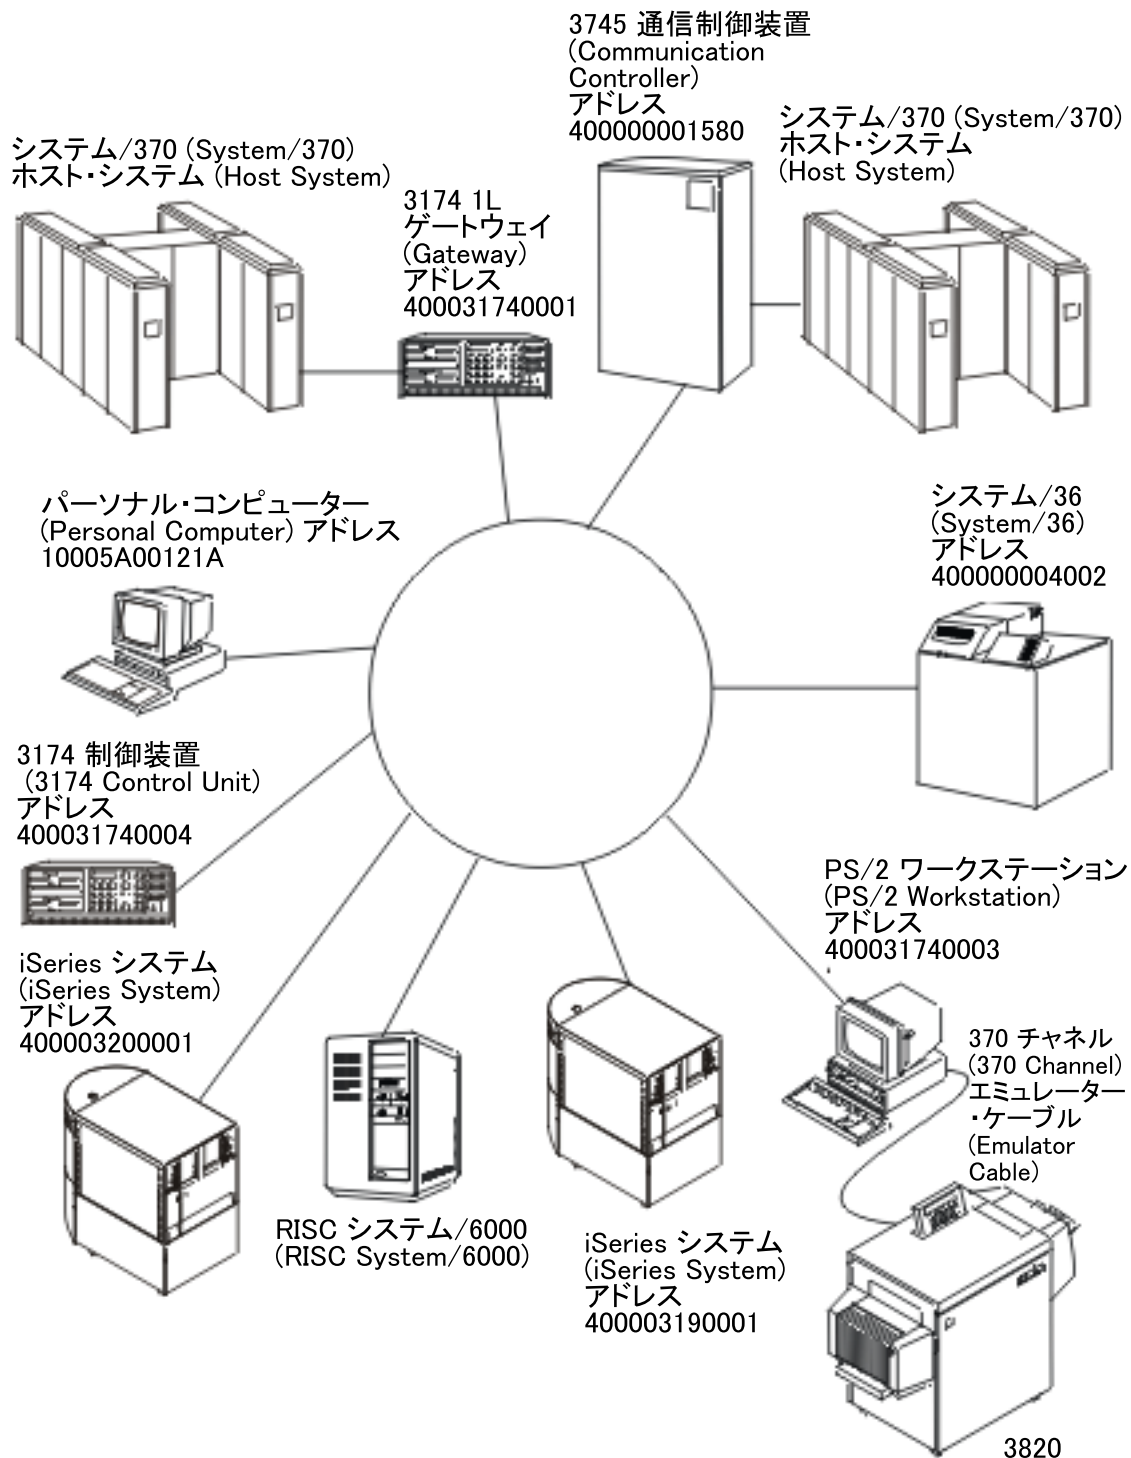 3745 通信制御装置
(Communication
Controller)
アドレス
400000001580
システム/370 (System/370)
ホスト・システム
(Host System)
システム/370 (System/370)
ホスト・システム (Host System)
3174 1L
ゲートウェイ
(Gateway)
アドレス
400031740001
パーソナル・コンピューター
(Personal Computer) アドレス
10005A00121A
システム/36
(System/36)
アドレス
400000004002
3174 制御装置
(3174 Control Unit)
アドレス
400031740004
PS/2 ワークステーション
(PS/2 Workstation)
アドレス
400031740003
iSeries システム
(iSeries System)
アドレス
400003200001
370 チャネル
(370 Channel)
エミュレーター
・ケーブル
(Emulator
Cable)
RISC システム/6000
(RISC System/6000)
iSeries システム
(iSeries System)
アドレス
400003190001
3820